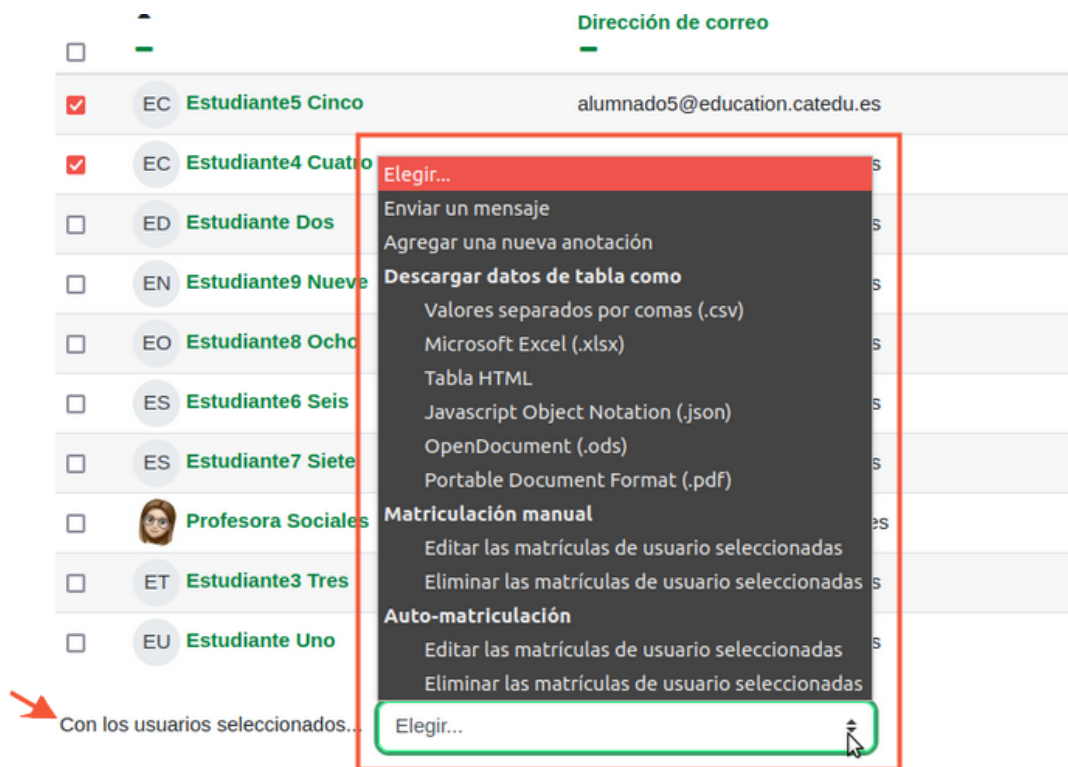 Dirección de correo
EC Estudiante5 Cinco alumnado5@education.catedu.es
EC Estudiante4 Cuatro s
ED Estudiante Dos s
EN Estudiante9 Nueve s
EO Estudiante8 Ocho s
ES Estudiante6 Seis s
ES Estudiante7 Siete s
Profesora Sociales es
ET Estudiante3 Tres s
EU Estudiante Uno s
Elegir...
Enviar un mensaje
Agregar una nueva anotación
Descargar datos de tabla como
Valores separados por comas (.csv)
Microsoft Excel (.xlsx)
Tabla HTML
Javascript Object Notation (.json)
OpenDocument (.ods)
Portable Document Format (.pdf)
Matriculación manual
Editar las matrículas de usuario seleccionadas
Eliminar las matrículas de usuario seleccionadas
Auto-matriculación
Editar las matrículas de usuario seleccionadas
Eliminar las matrículas de usuario seleccionadas
Con los usuarios seleccionados... Elegir...